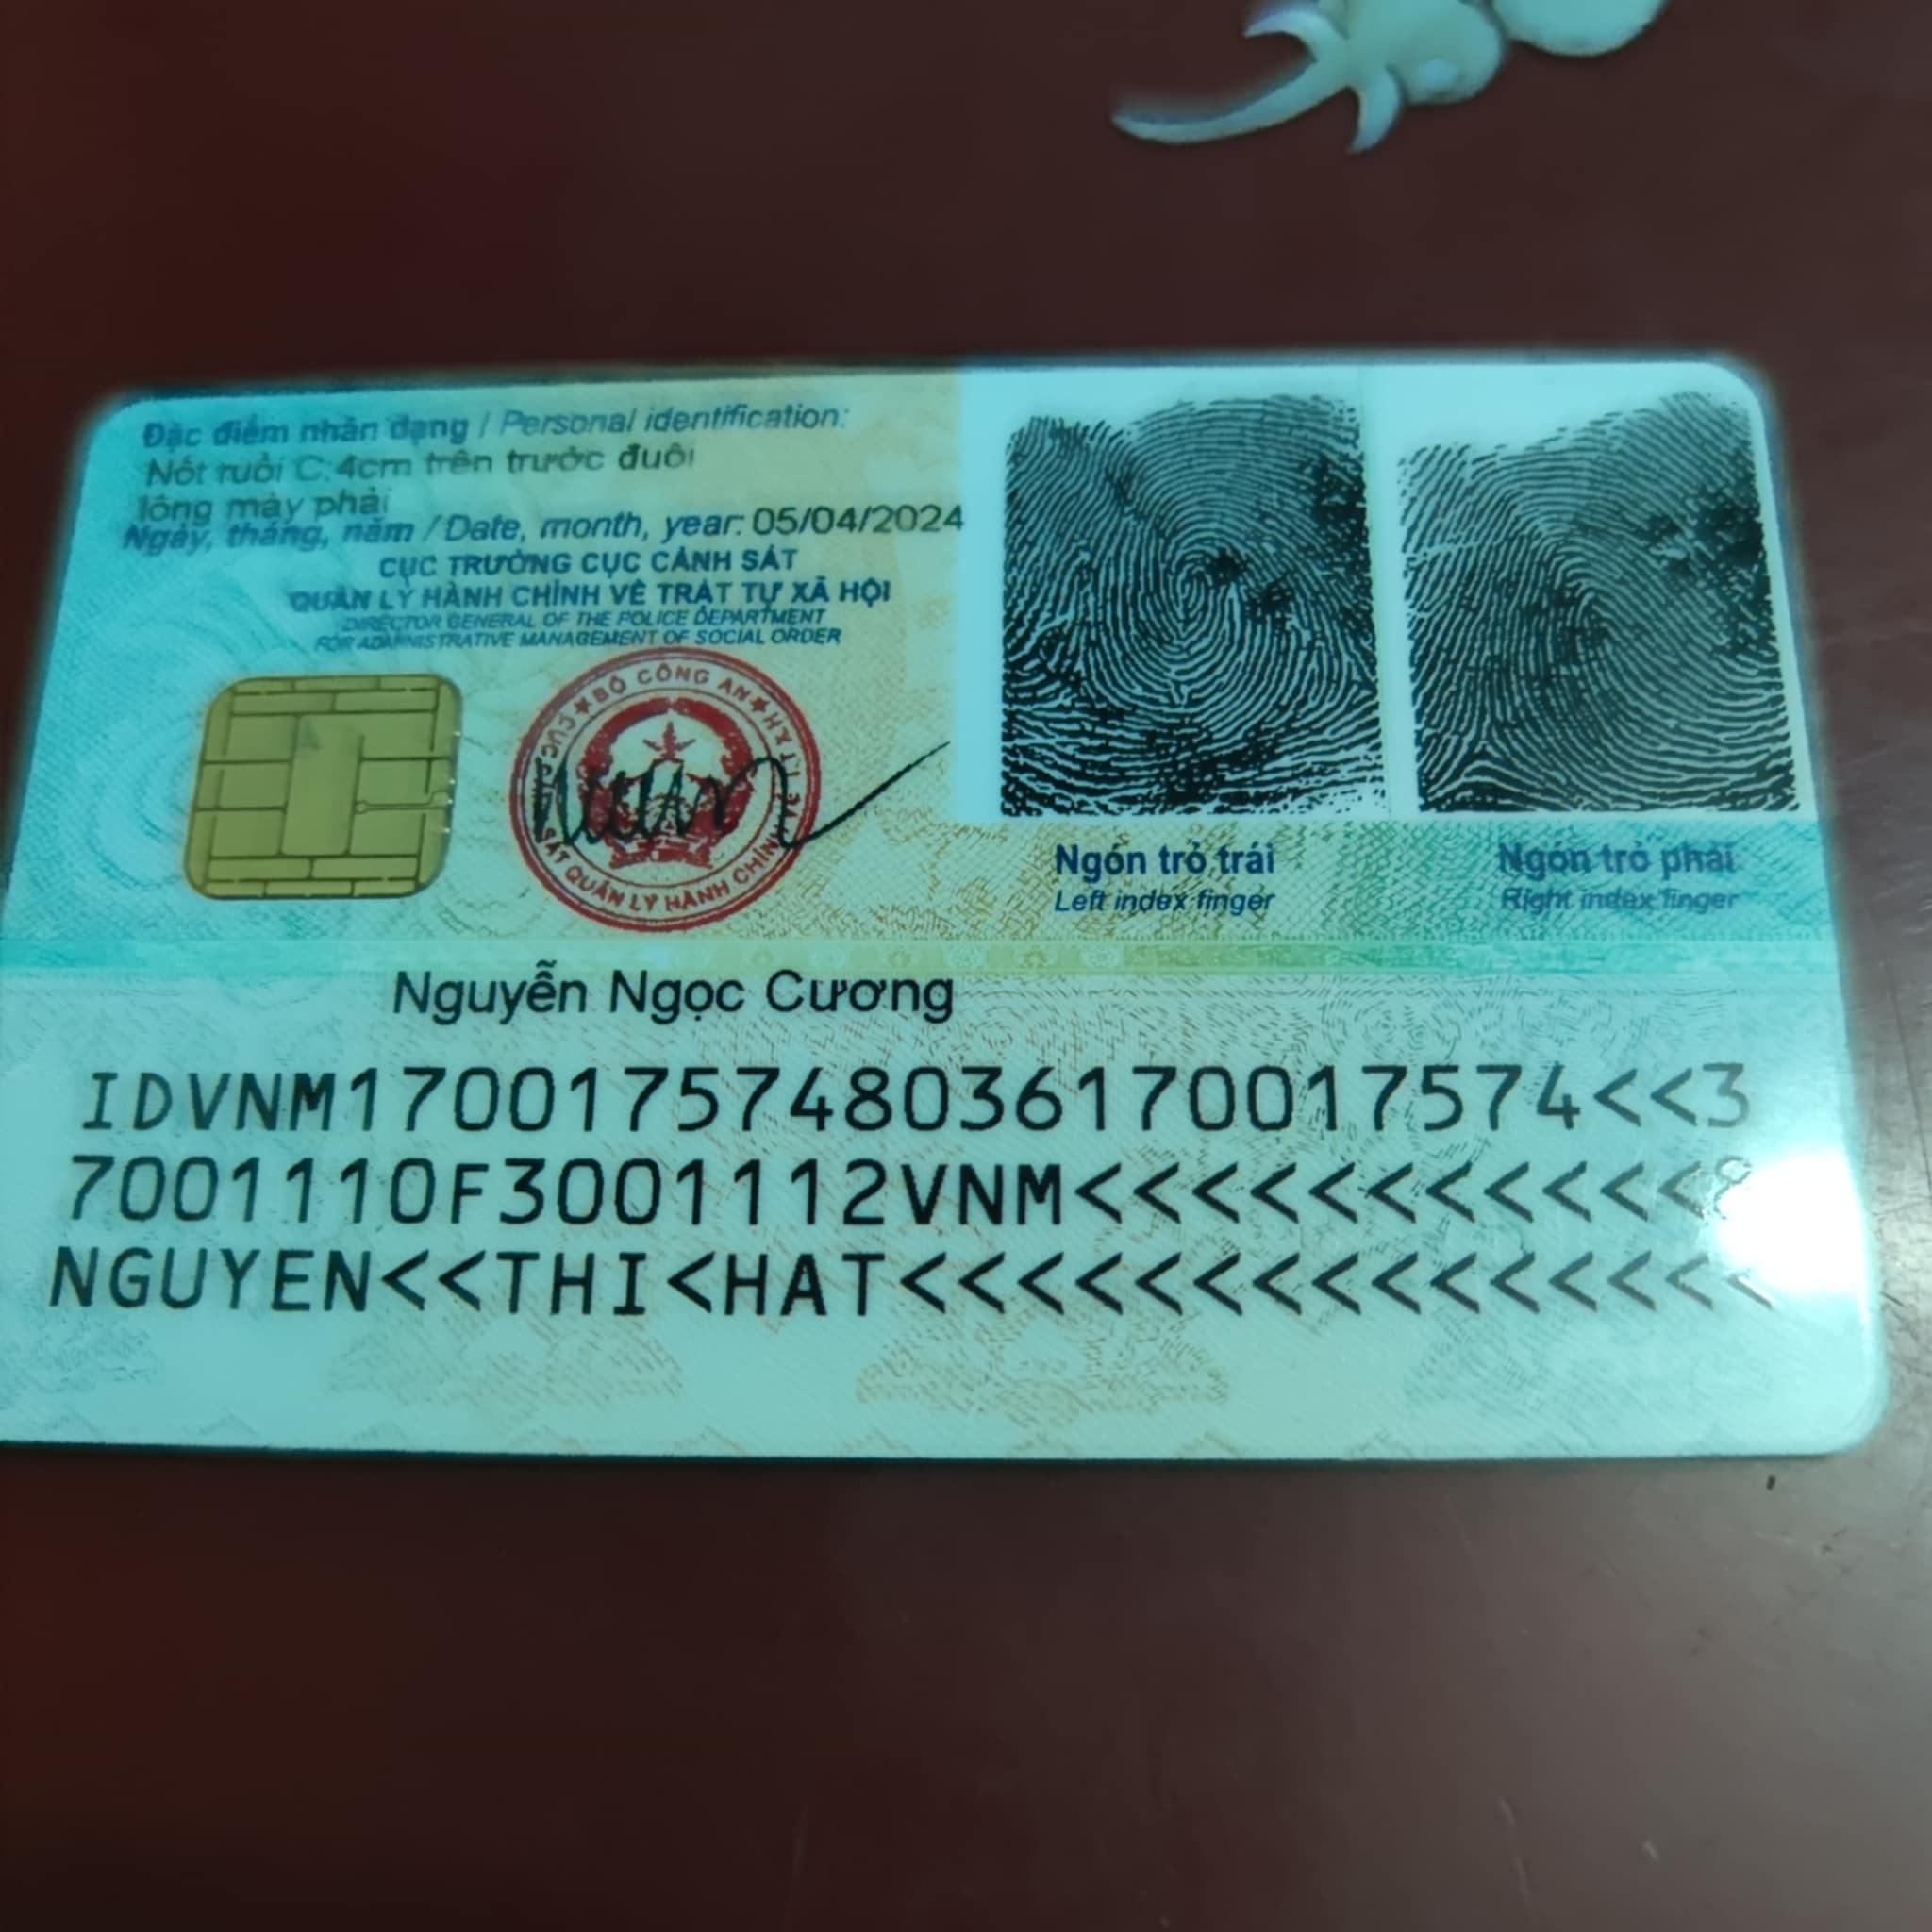 Đặc điểm nhân dạng / Personal identification:
Nốt ruồi C:4cm trên trước đuôi
lông mày phải
Ngày, tháng, năm / Date, month, year: 05/04/2024
CỤC TRƯỞNG CỤC CẢNH SÁT
QUẢN LÝ HÀNH CHÍNH VỀ TRẬT TỰ XÃ HỘI
DIRECTOR GENERAL OF THE POLICE DEPARTMENT
FOR ADMINISTRATIVE MANAGEMENT OF SOCIAL ORDER
BỘ CÔNG AN
SÁT QUẢN LÝ HÀNH CHÍNH
Ngón trỏ trái
Left index finger
Ngón trỏ phải
Right index finger
Nguyễn Ngọc Cương
IDVNM1700175748036170017574<<3
7001110F3001112VNM<<<<<<<<<<<8
NGUYEN<<THI<HAT<<<<<<<<<<<<<<<